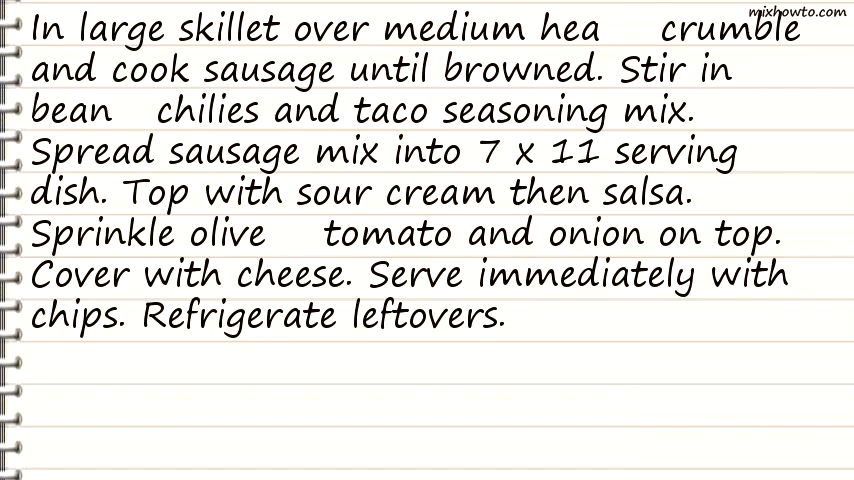 mixhowto.com
In large skillet over medium hea crumble
and cook sausage until browned. Stir in
bean chilies and taco seasoning mix.
Spread sausage mix into 7 x 11 serving
dish. Top with sour cream then salsa.
Sprinkle olive tomato and onion on top.
Cover with cheese. Serve immediately with
chips. Refrigerate leftovers.